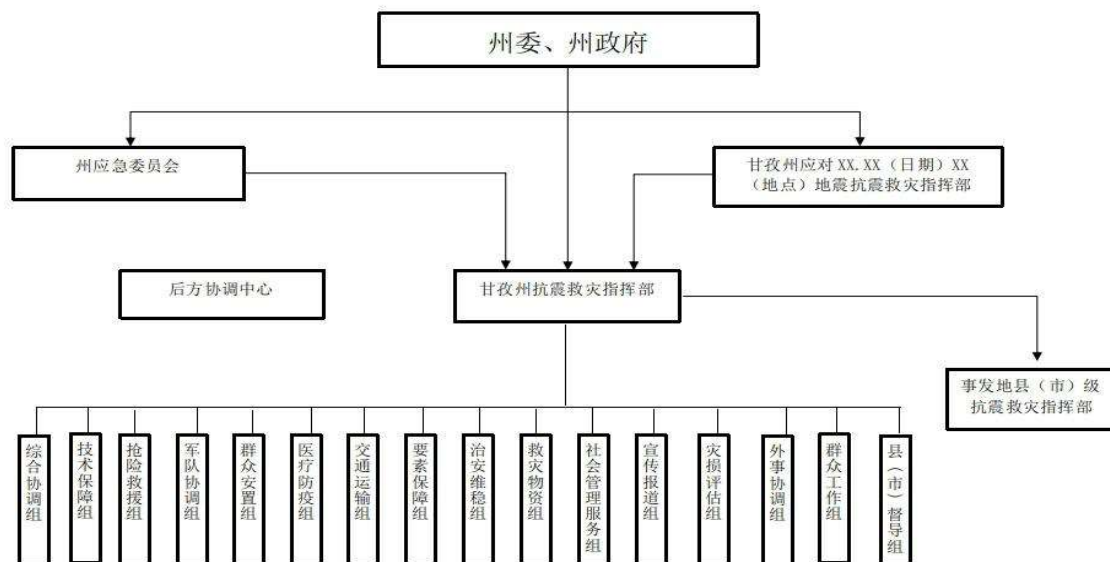 州委、州政府
州应急委员会
甘孜州应对 XX.XX（日期）XX
（地点）地震抗震救灾指挥部
后方协调中心
甘孜州抗震救灾指挥部
事发地县（市）级
抗震救灾指挥部
综合协调组
技术保障组
抢险救援组
军队协调组
群众安置组
医疗防疫组
交通运输组
要素保障组
治安维稳组
救灾物资组
社会管理服务组
宣传报道组
灾损评估组
外事协调组
群众工作组
县（市）督导组